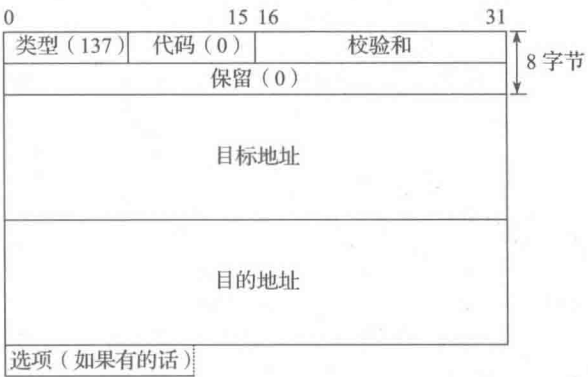 0 15 16 31
类型（137） 代码（0） 校验和
8 字节
保留（0）
目标地址
目的地址
选项（如果有的话）